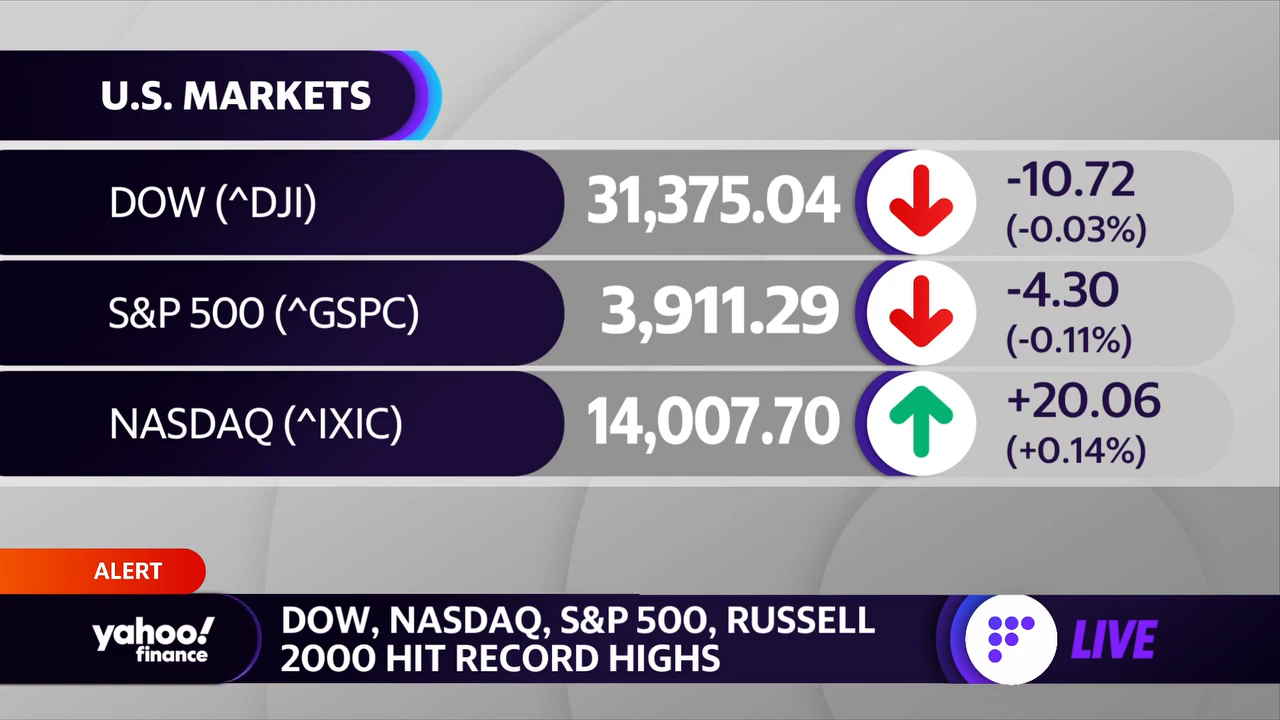 U.S. MARKETS
DOW (^DJI) 31,375.04 -10.72
(-0.03%)
S&P 500 (^GSPC) 3,911.29 -4.30
(-0.11%)
NASDAQ (^IXIC) 14,007.70 +20.06
(+0.14%)
ALERT
yahoo!
finance
DOW, NASDAQ, S&P 500, RUSSELL
2000 HIT RECORD HIGHS
LIVE